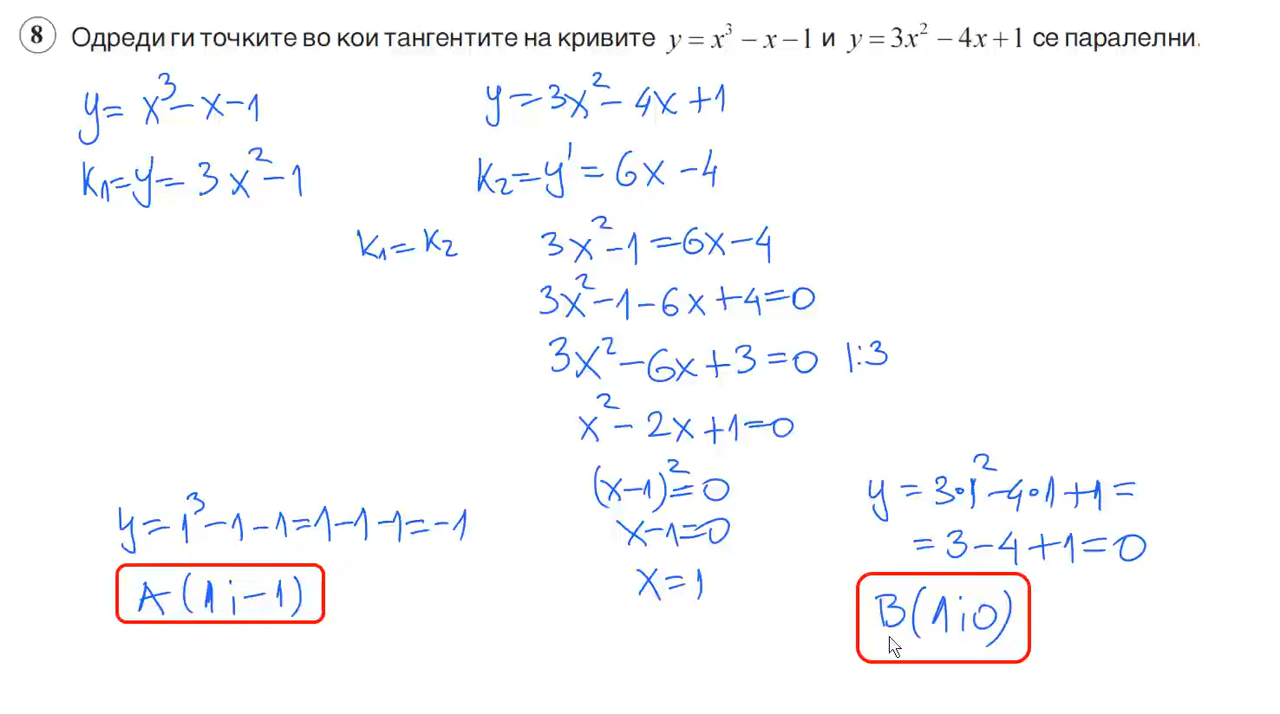 8 Одреди ги точките во кои тангентите на кривите y = x³ − x − 1 и y = 3x² − 4x + 1 се паралелни.
y = x³ − x − 1
y = 3x² − 4x + 1
k₁ = y = 3x² − 1
k₂ = y' = 6x − 4
k₁ = k₂
3x² − 1 = 6x − 4
3x² − 1 − 6x + 4 = 0
3x² − 6x + 3 = 0 |:3
x² − 2x + 1 = 0
(x − 1)² = 0
x − 1 = 0
x = 1
y = 1³ − 1 − 1 = 1 − 1 − 1 = −1
A(1; −1)
y = 3·1² − 4·1 + 1 =
= 3 − 4 + 1 = 0
B(1; 0)